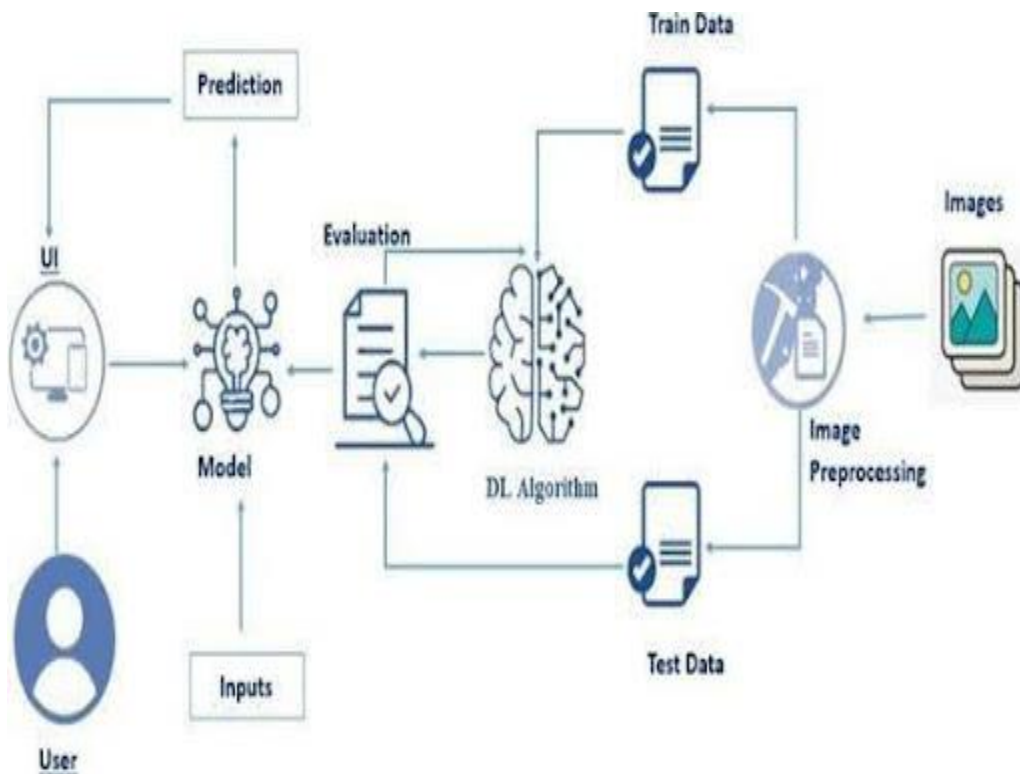 Train Data
Prediction
Images
Evaluation
UI
Image
Preprocessing
Model
DL Algorithm
Test Data
Inputs
User